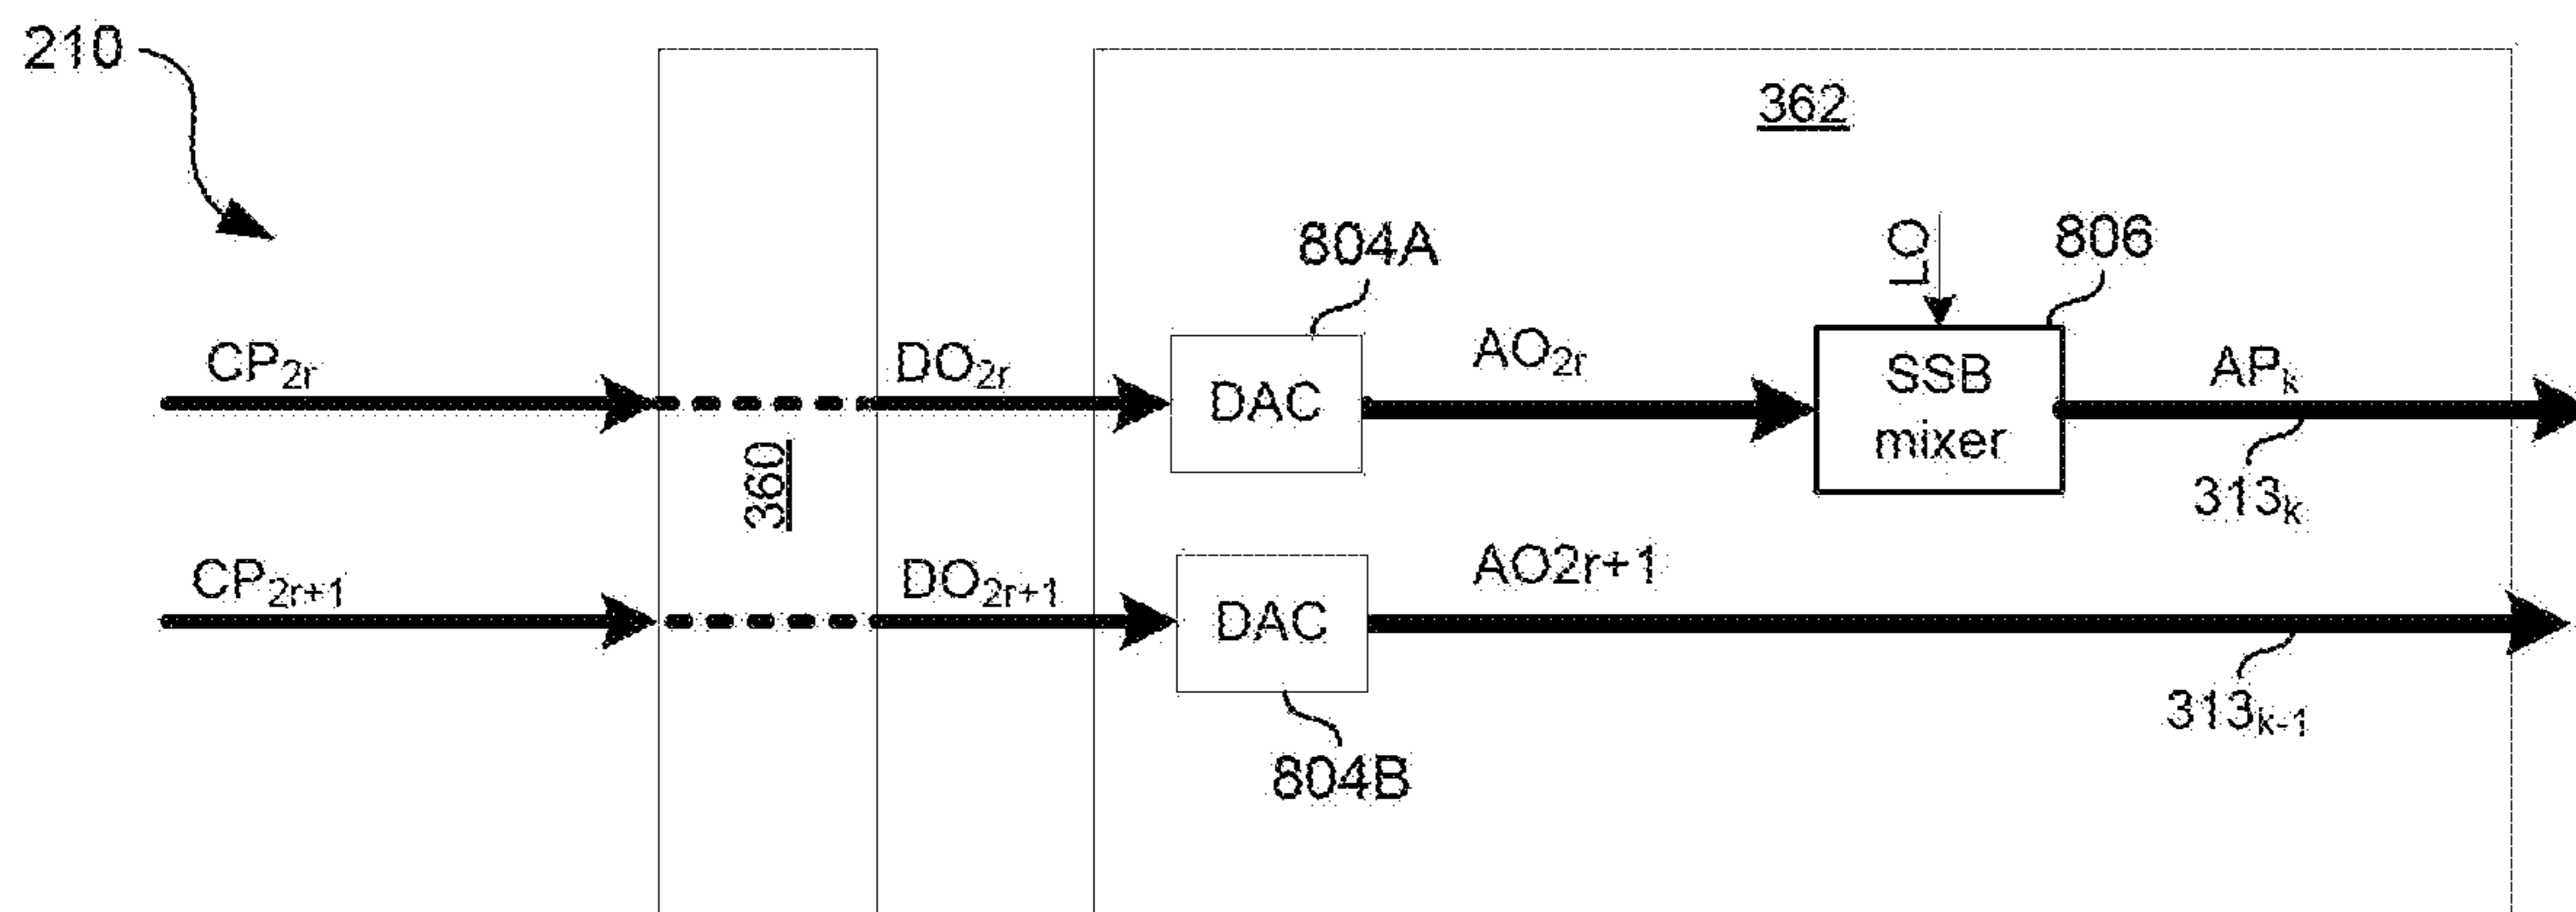 210
362
804A
LO
806
CP2r
DO2r
DAC
AO2r
SSB
mixer
APk
360
313k
CP2r+1
DO2r+1
DAC
AO2r+1
313k-1
804B